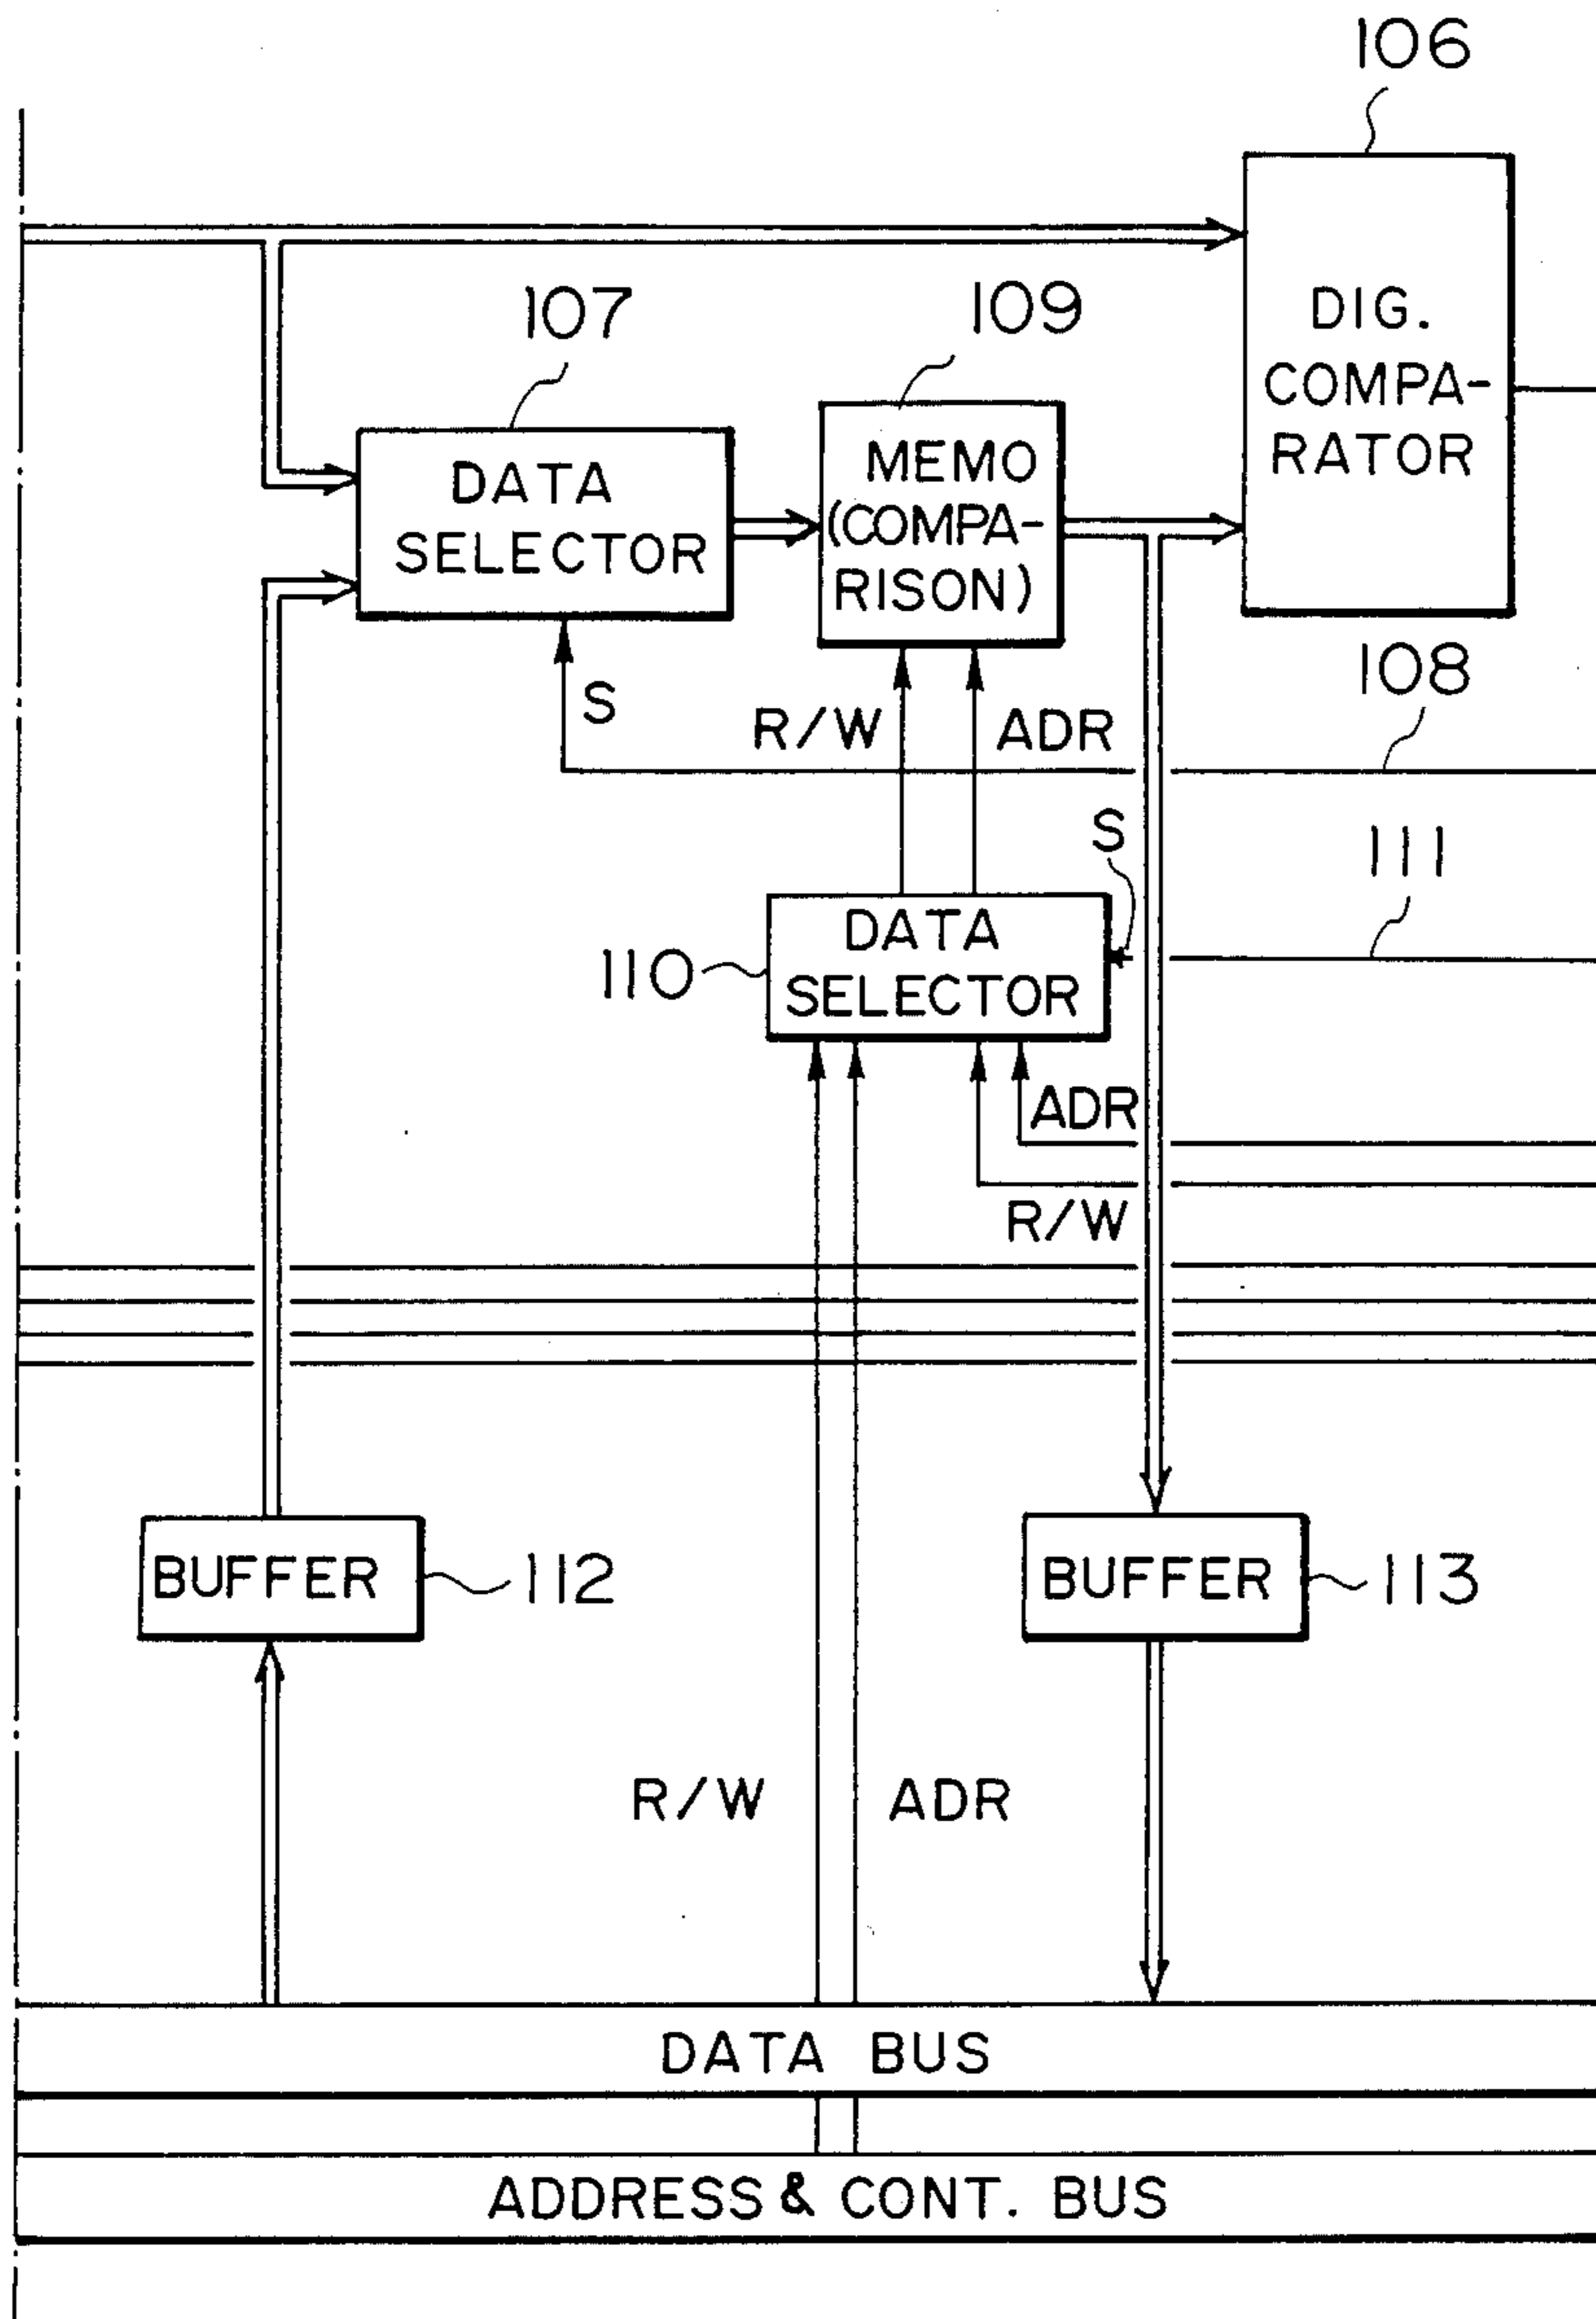 106
107
109
DIG.
COMPA-
RATOR
DATA
SELECTOR
MEMO
(COMPA-
RISON)
108
S
R/W
ADR
S
111
110
DATA
SELECTOR
ADR
R/W
BUFFER
112
BUFFER
113
R/W
ADR
DATA BUS
ADDRESS & CONT. BUS